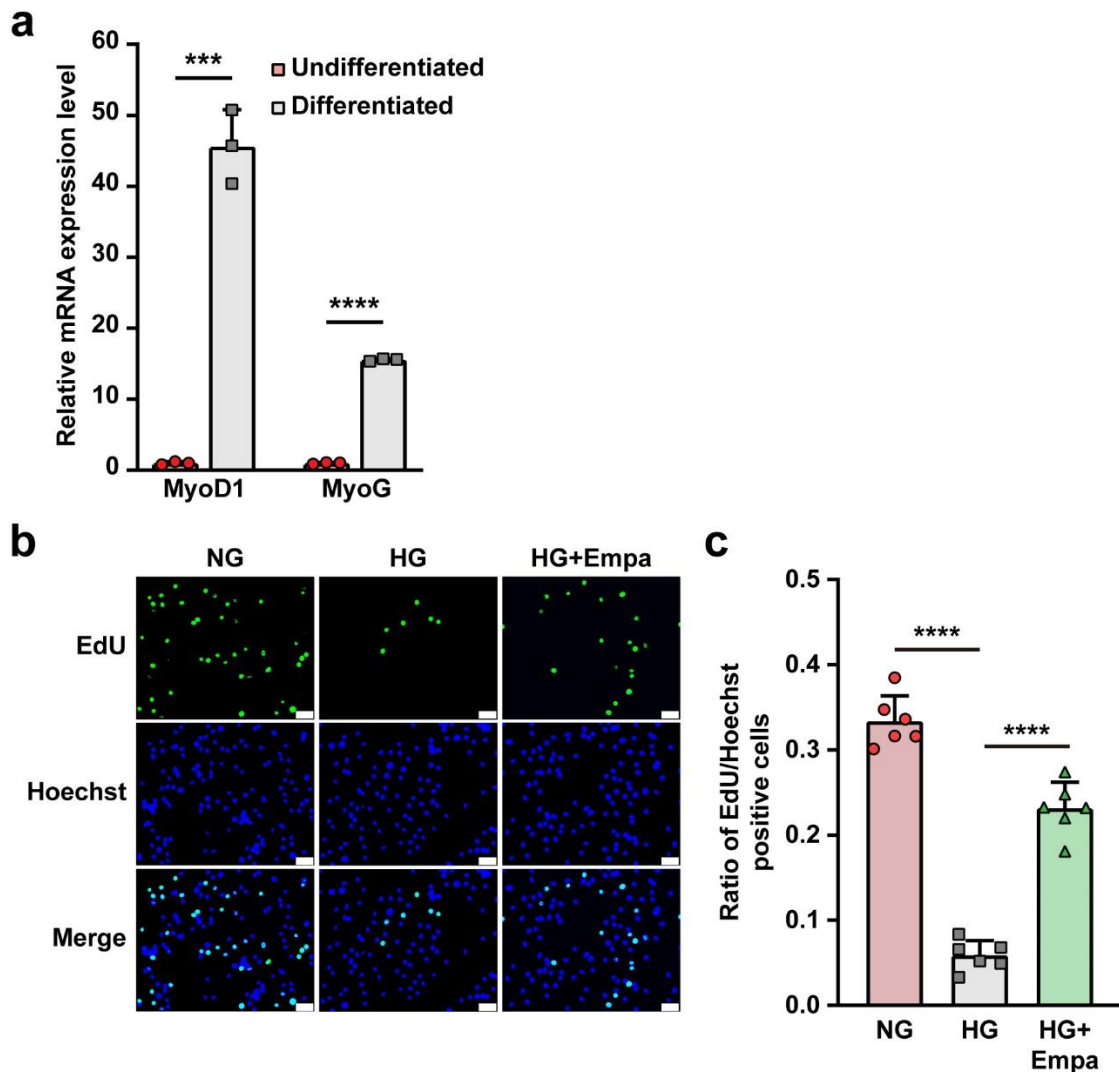 a
Relative mRNA expression level
60
50
40
30
20
10
0
***
****
Undifferentiated
Differentiated
MyoD1
MyoG
b
NG
HG
HG+Empa
EdU
Hoechst
Merge
c
Ratio of EdU/Hoechst
positive cells
0.5
0.4
0.3
0.2
0.1
0.0
****
****
NG
HG
HG+
Empa